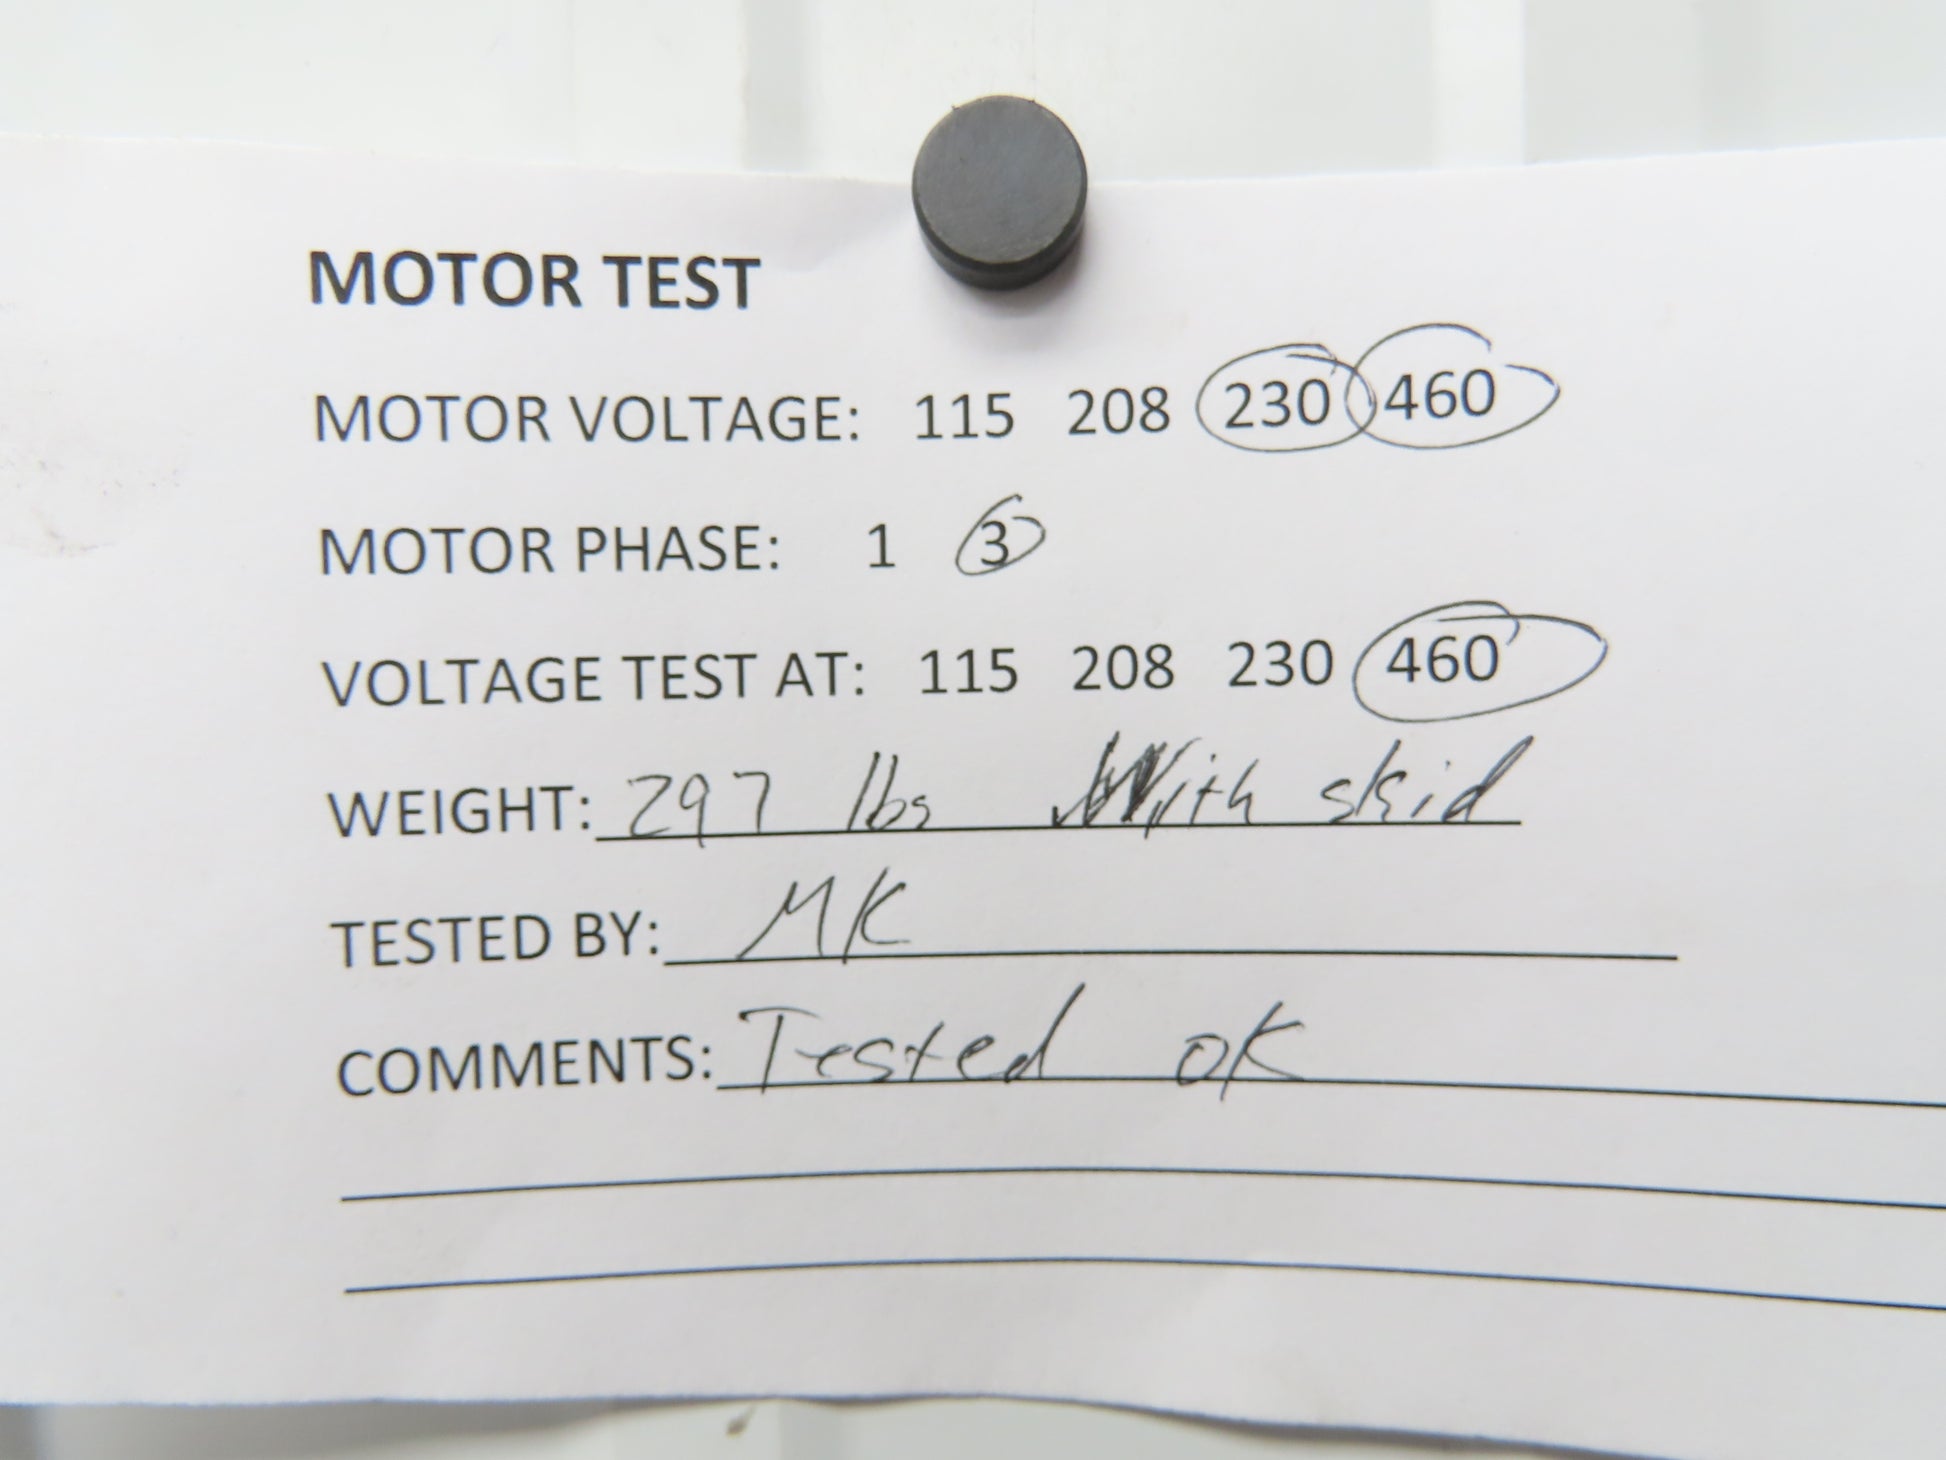 MOTOR TEST
MOTOR VOLTAGE: 115 208 230 460
MOTOR PHASE: 1 3
VOLTAGE TEST AT: 115 208 230 460
WEIGHT: 297 lbs With skid
TESTED BY: MK
COMMENTS: Tested OK